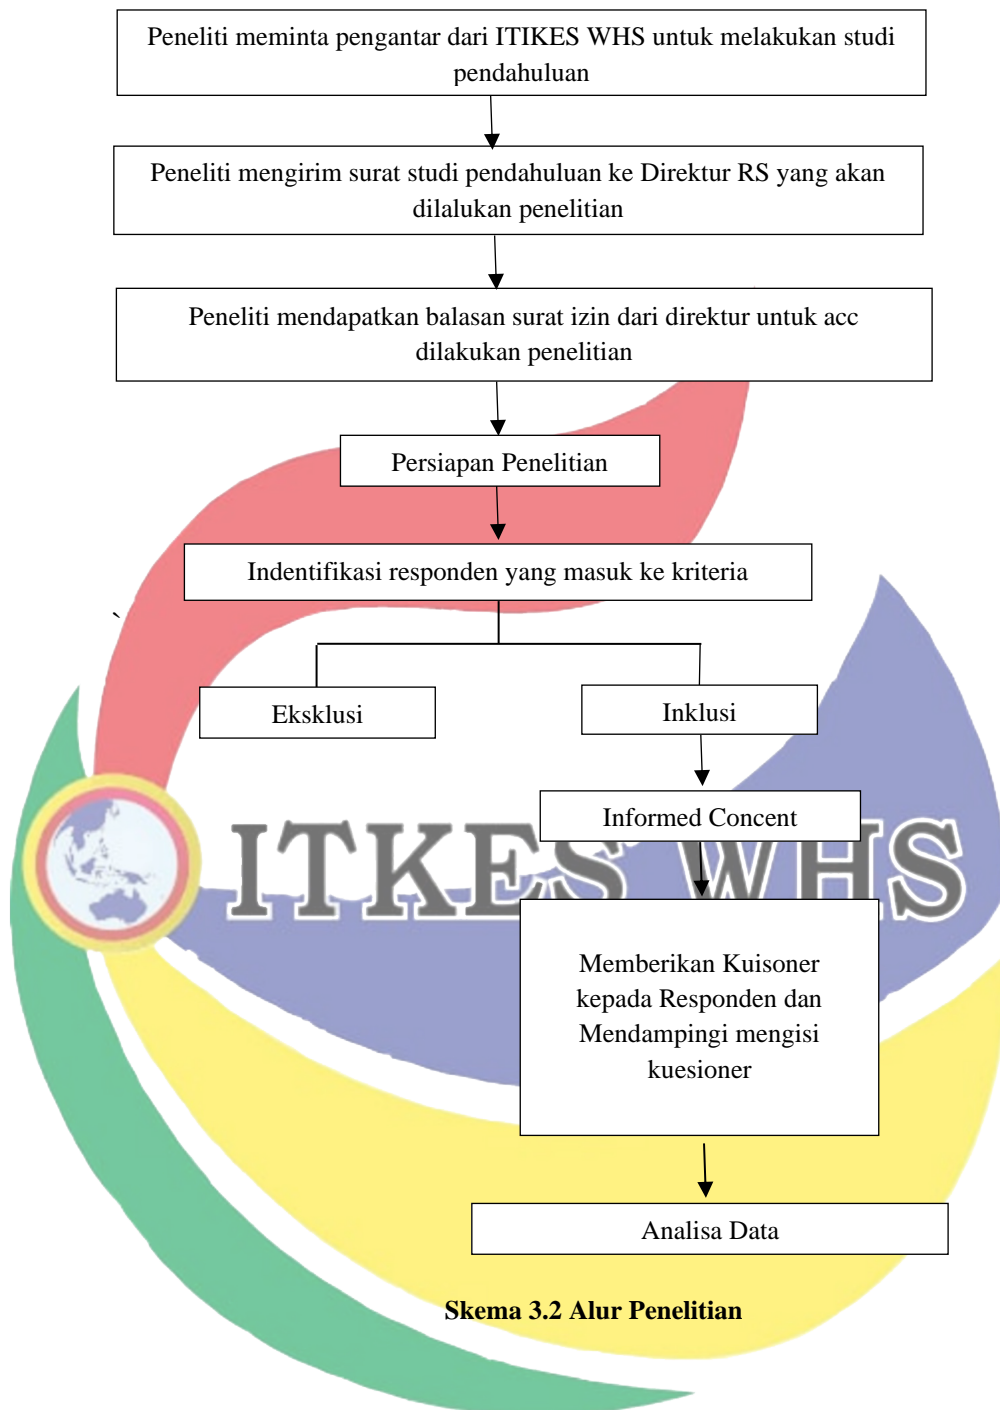 Peneliti meminta pengantar dari ITIKES WHS untuk melakukan studi
pendahuluan
Peneliti mengirim surat studi pendahuluan ke Direktur RS yang akan
dilalukan penelitian
Peneliti mendapatkan balasan surat izin dari direktur untuk acc
dilakukan penelitian
Persiapan Penelitian
Indentifikasi responden yang masuk ke kriteria
`
Eksklusi
Inklusi
Informed Concent
ITKES WHS
Memberikan Kuisoner
kepada Responden dan
Mendampingi mengisi
kuesioner
Analisa Data
Skema 3.2 Alur Penelitian